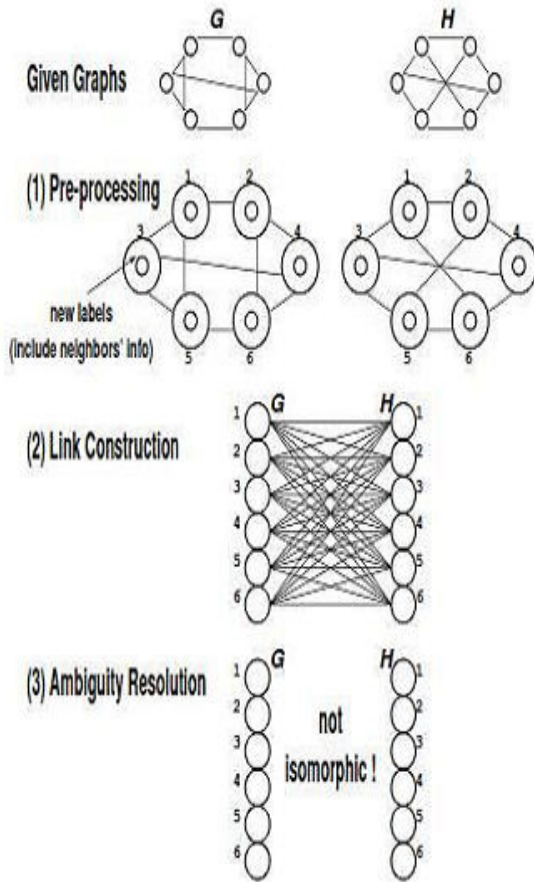 G H
Given Graphs
(1) Pre-processing
1 2 1 2
3 4 3 4
new labels
(include neighbors' info)
5 6 5 6
G H
1 1
(2) Link Construction
2 2
3 3
4 4
5 5
6 6
G H
(3) Ambiguity Resolution
1 1
2 2
not
3 3
isomorphic !
4 4
5 5
6 6